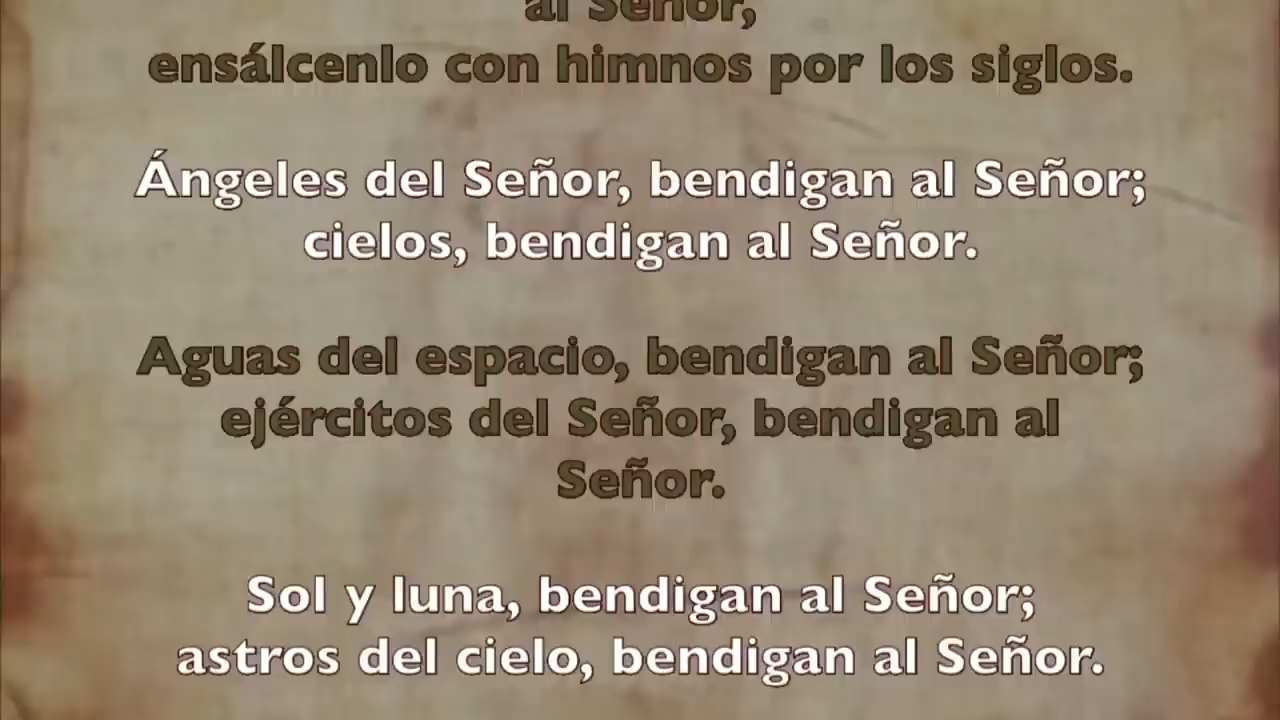 al Señor,
ensálcenlo con himnos por los siglos.
Ángeles del Señor, bendigan al Señor;
cielos, bendigan al Señor.
Aguas del espacio, bendigan al Señor;
ejércitos del Señor, bendigan al
Señor.
Sol y luna, bendigan al Señor;
astros del cielo, bendigan al Señor.